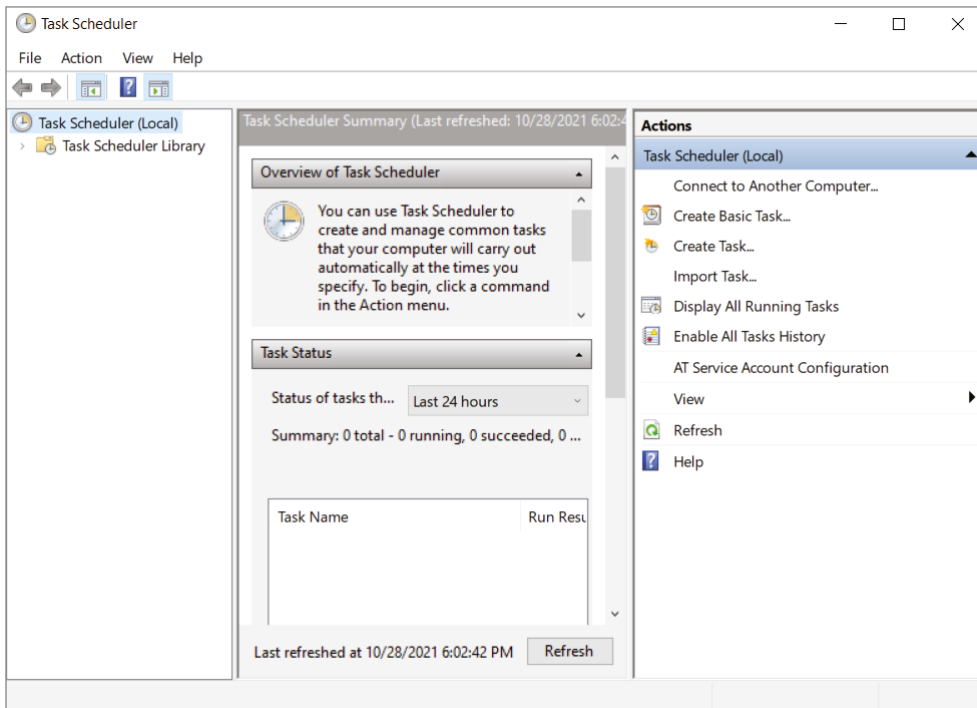 Task Scheduler
File Action View Help
Task Scheduler (Local)
Task Scheduler Library
Task Scheduler Summary (Last refreshed: 10/28/2021 6:02:4
Overview of Task Scheduler
You can use Task Scheduler to
create and manage common tasks
that your computer will carry out
automatically at the times you
specify. To begin, click a command
in the Action menu.
Task Status
Status of tasks th... Last 24 hours
Summary: 0 total - 0 running, 0 succeeded, 0 ...
Task Name Run Resu
Last refreshed at 10/28/2021 6:02:42 PM Refresh
Actions
Task Scheduler (Local)
Connect to Another Computer...
Create Basic Task...
Create Task...
Import Task...
Display All Running Tasks
Enable All Tasks History
AT Service Account Configuration
View
Refresh
Help